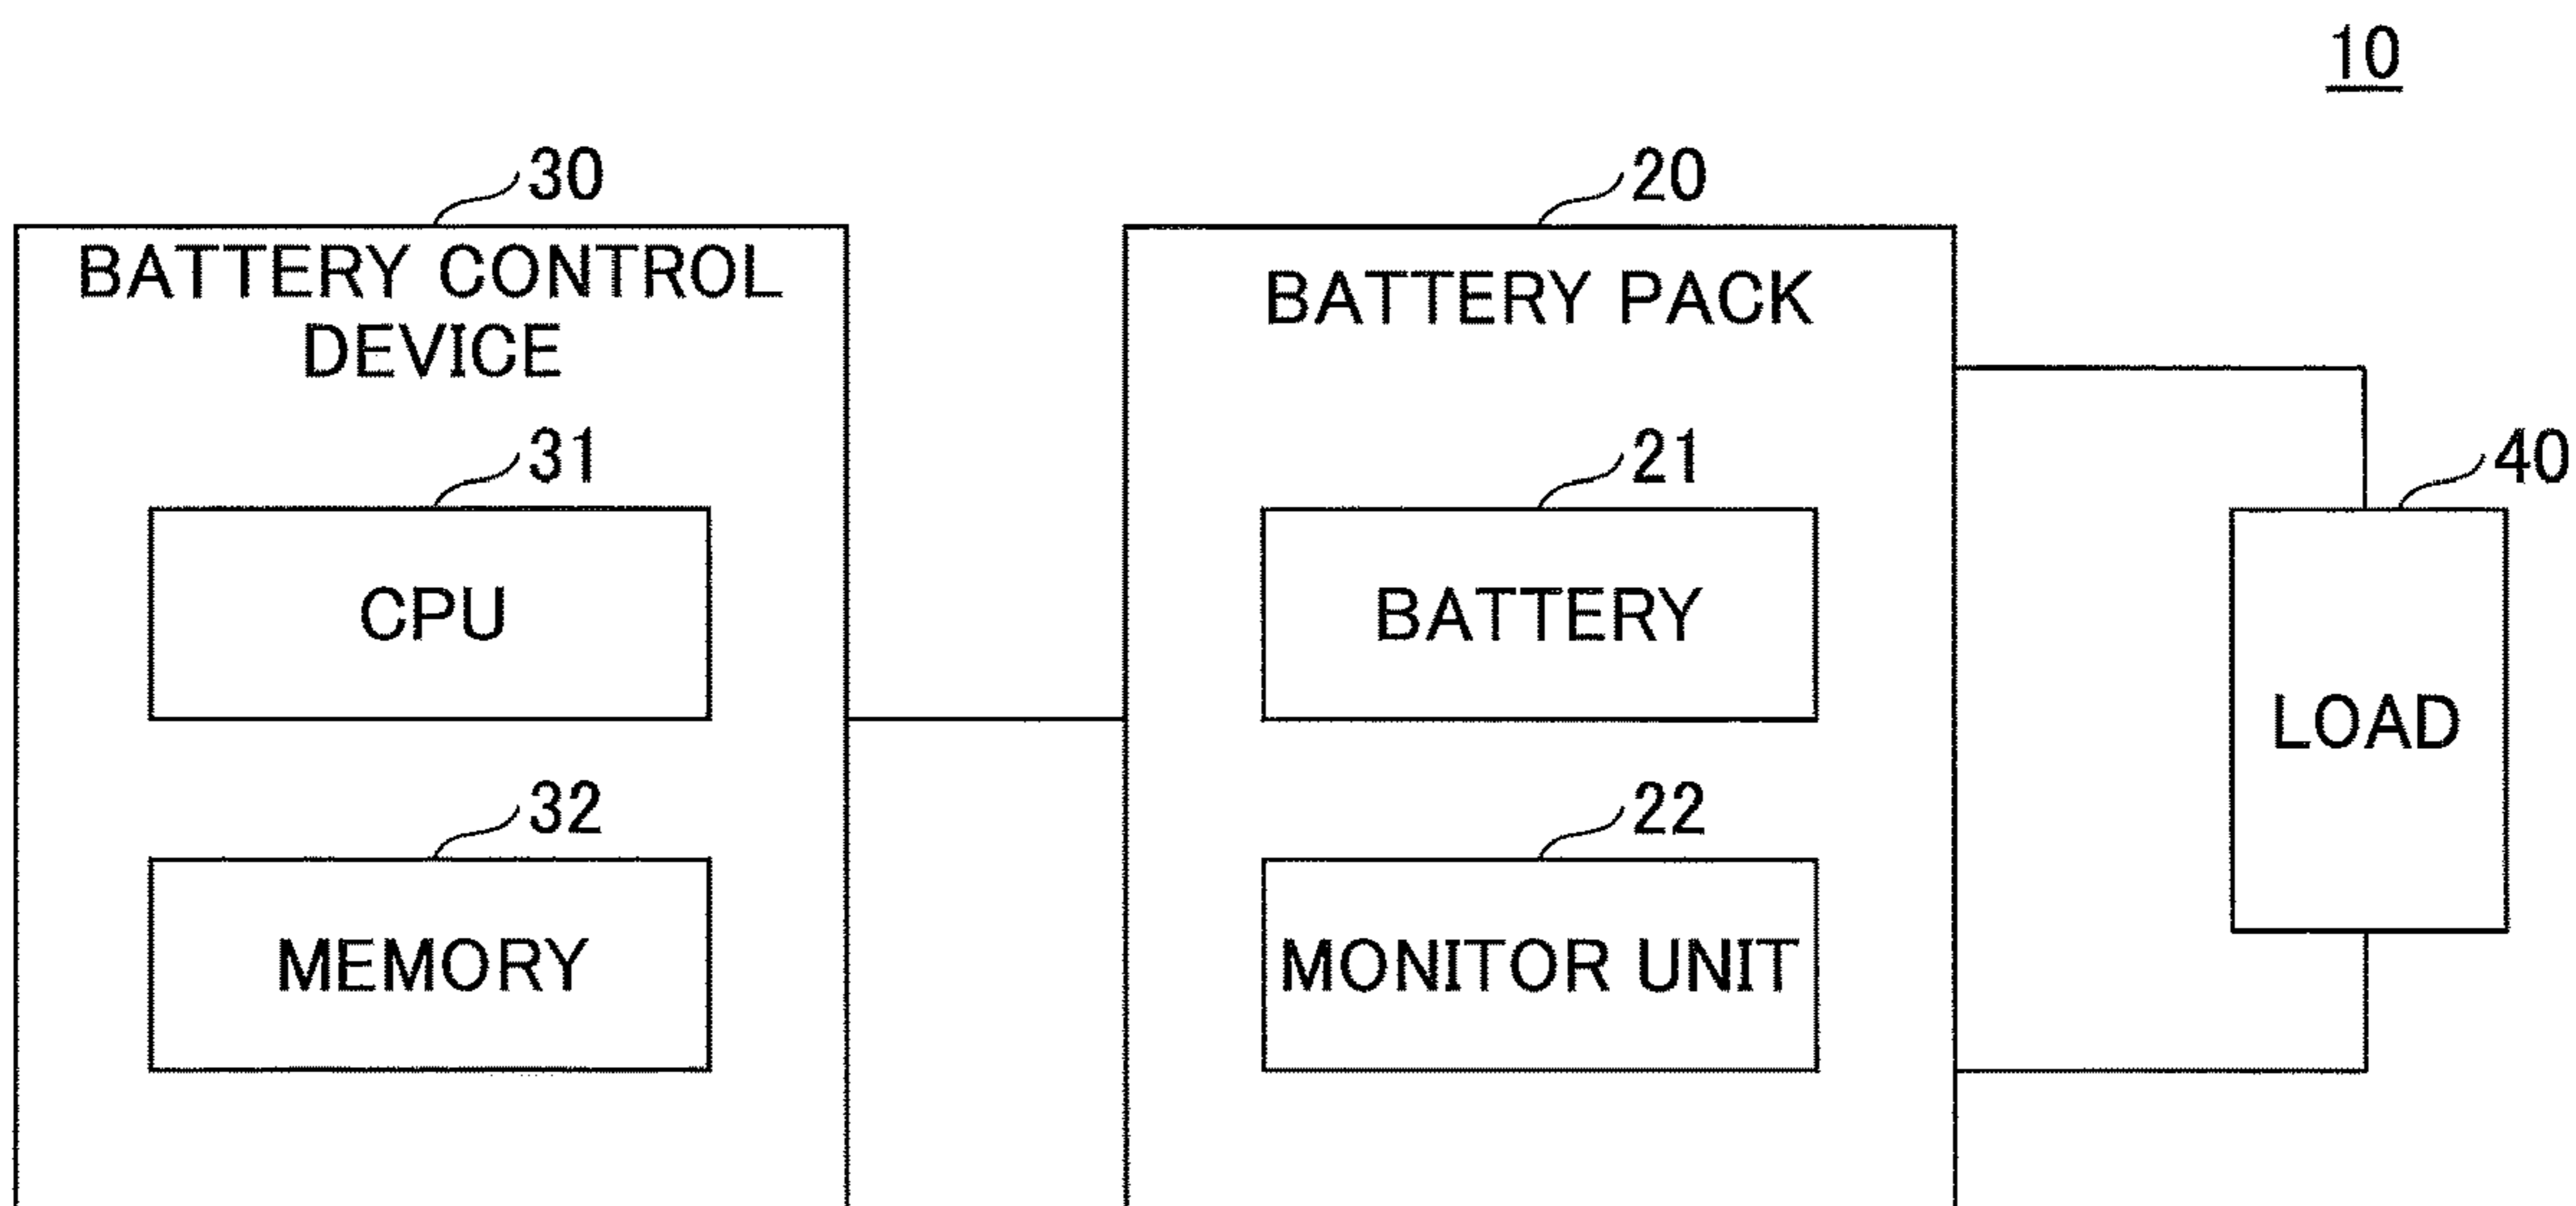 10
30
BATTERY CONTROL
DEVICE
31
CPU
32
MEMORY
20
BATTERY PACK
21
BATTERY
22
MONITOR UNIT
40
LOAD